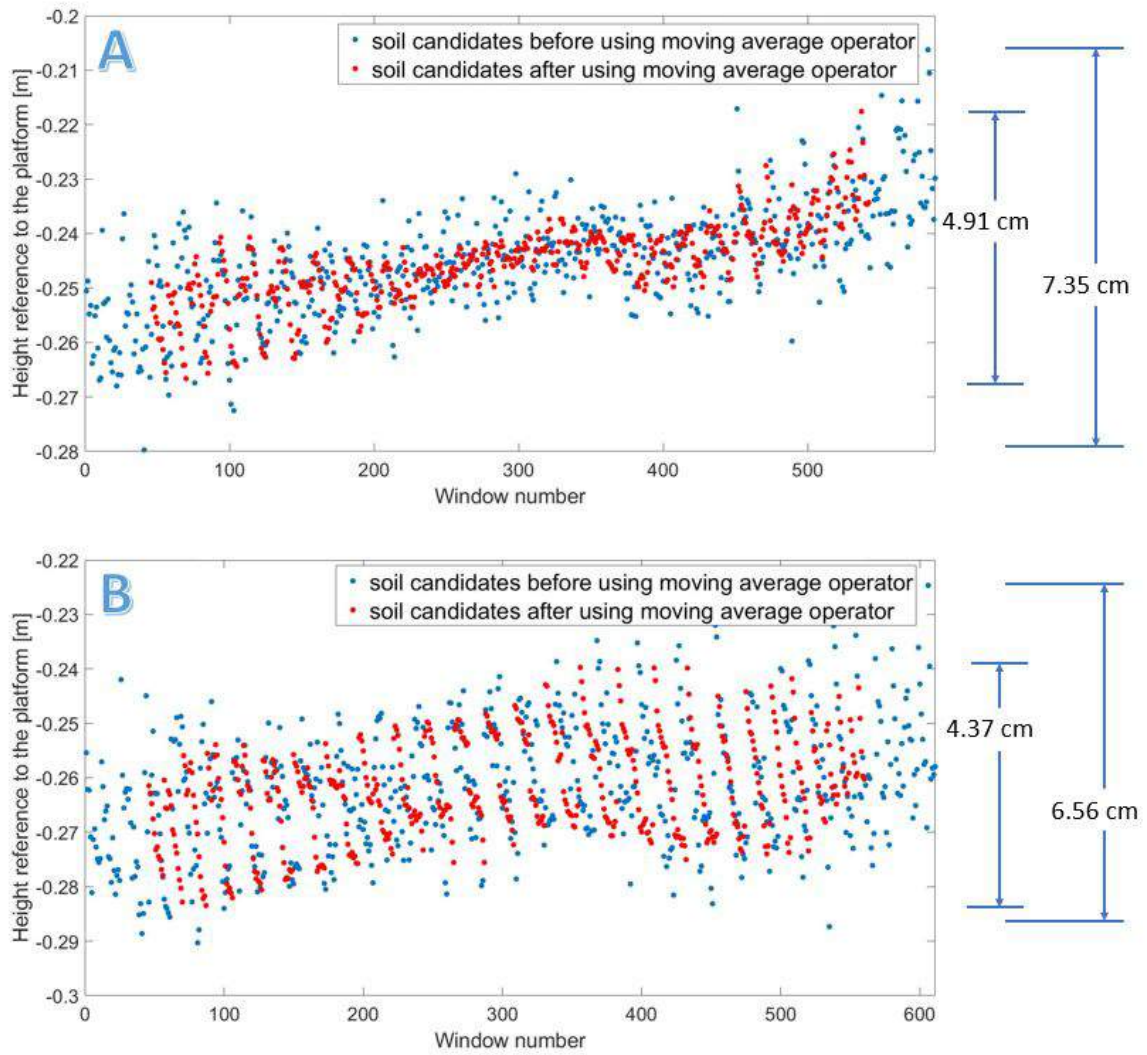 A
soil candidates before using moving average operator
soil candidates after using moving average operator
Height reference to the platform [m]
-0.2
-0.21
-0.22
-0.23
-0.24
-0.25
-0.26
-0.27
-0.28
0 100 200 300 400 500
Window number
4.91 cm
7.35 cm
B
soil candidates before using moving average operator
soil candidates after using moving average operator
Height reference to the platform [m]
-0.22
-0.23
-0.24
-0.25
-0.26
-0.27
-0.28
-0.29
-0.3
0 100 200 300 400 500 600
Window number
4.37 cm
6.56 cm